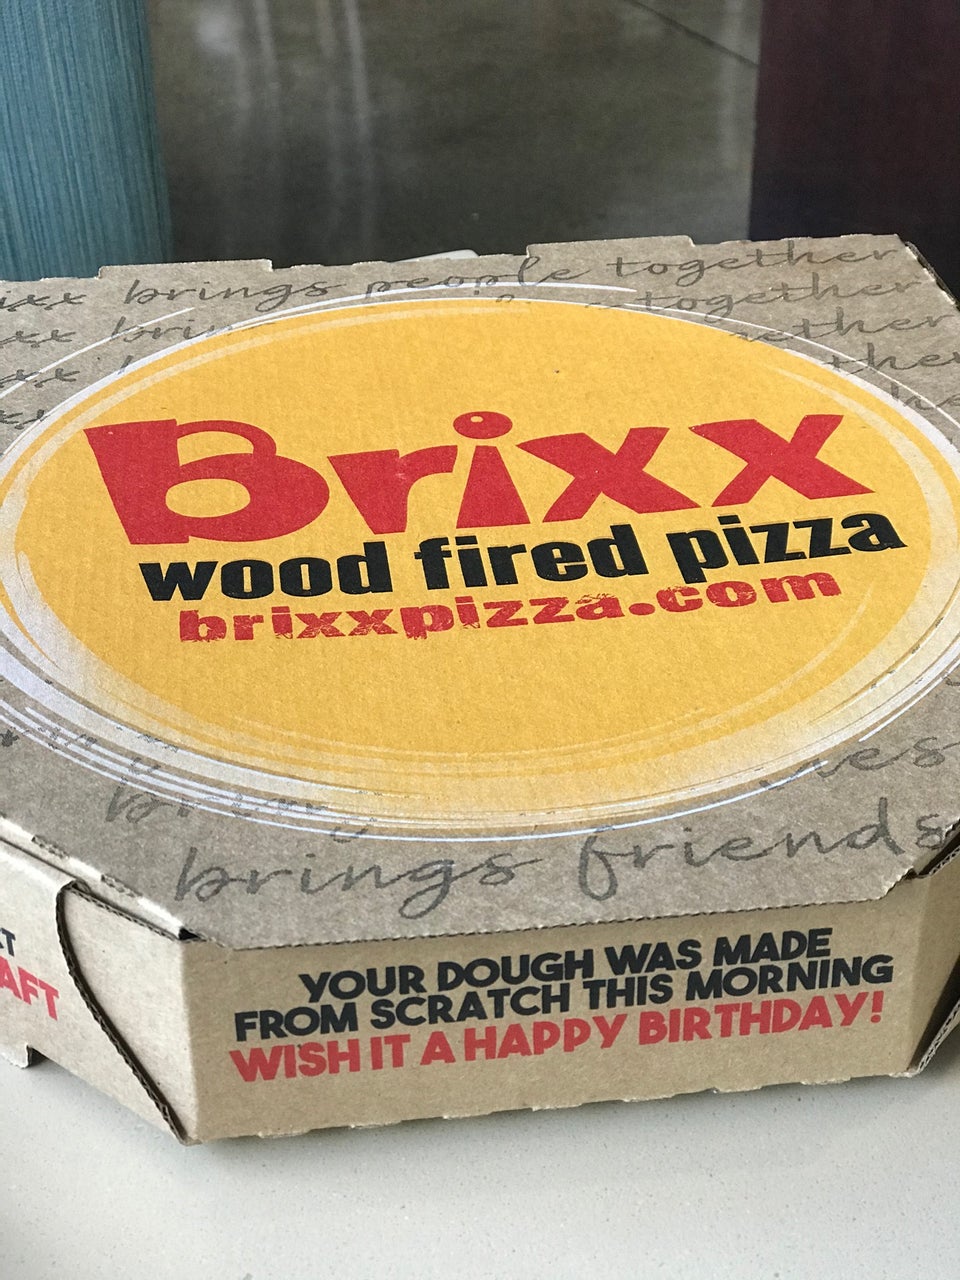 brings people together
together
Brixx
wood fired pizza
brixxpizza.com
brings friends
YOUR DOUGH WAS MADE
FROM SCRATCH THIS MORNING
WISH IT A HAPPY BIRTHDAY!